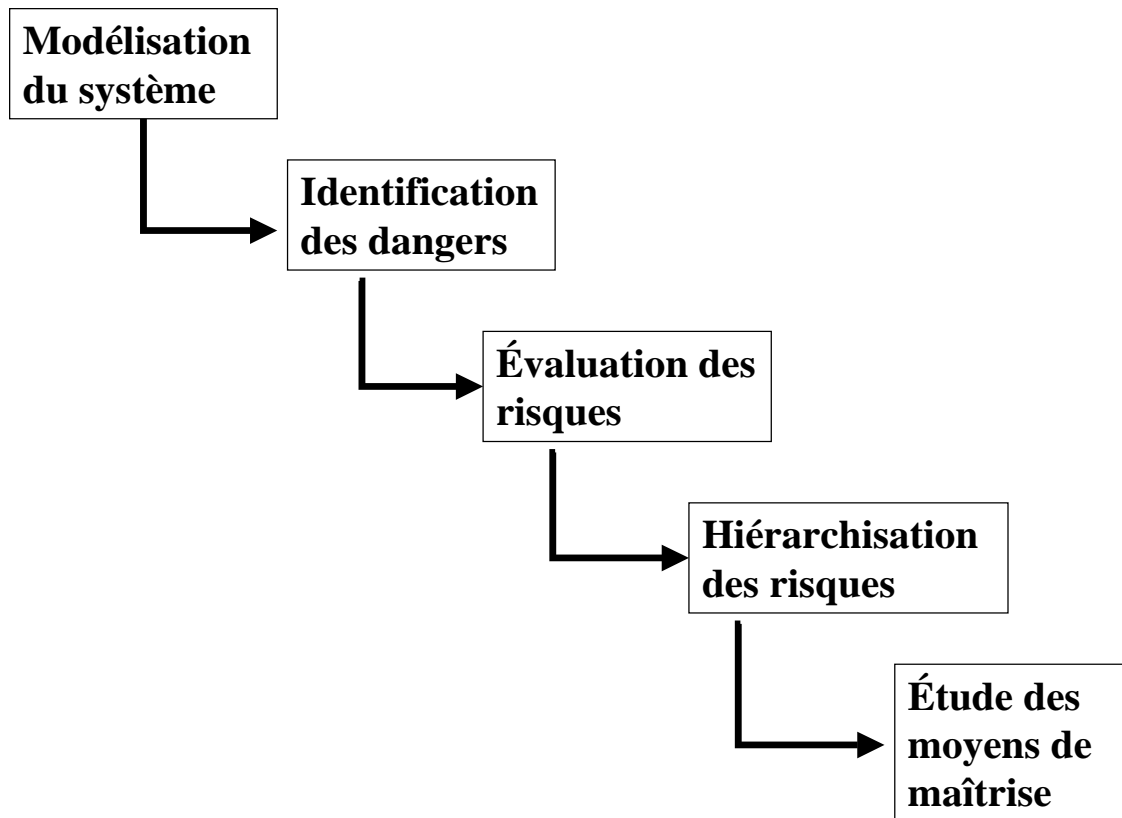 Modélisation
du système
Identification
des dangers
Évaluation des
risques
Hiérarchisation
des risques
Étude des
moyens de
maîtrise